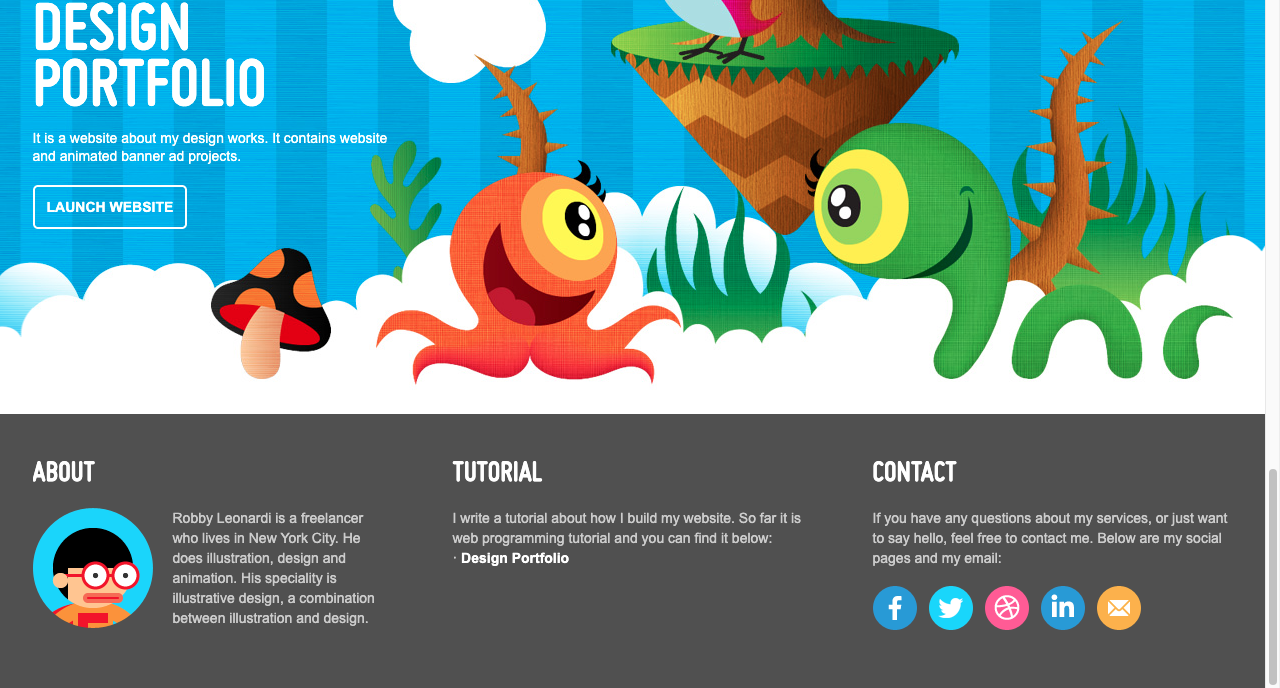 DESIGN
PORTFOLIO
It is a website about my design works. It contains website
and animated banner ad projects.
LAUNCH WEBSITE
ABOUT
Robby Leonardi is a freelancer
who lives in New York City. He
does illustration, design and
animation. His speciality is
illustrative design, a combination
between illustration and design.
TUTORIAL
I write a tutorial about how I build my website. So far it is
web programming tutorial and you can find it below:
· Design Portfolio
CONTACT
If you have any questions about my services, or just want
to say hello, feel free to contact me. Below are my social
pages and my email: